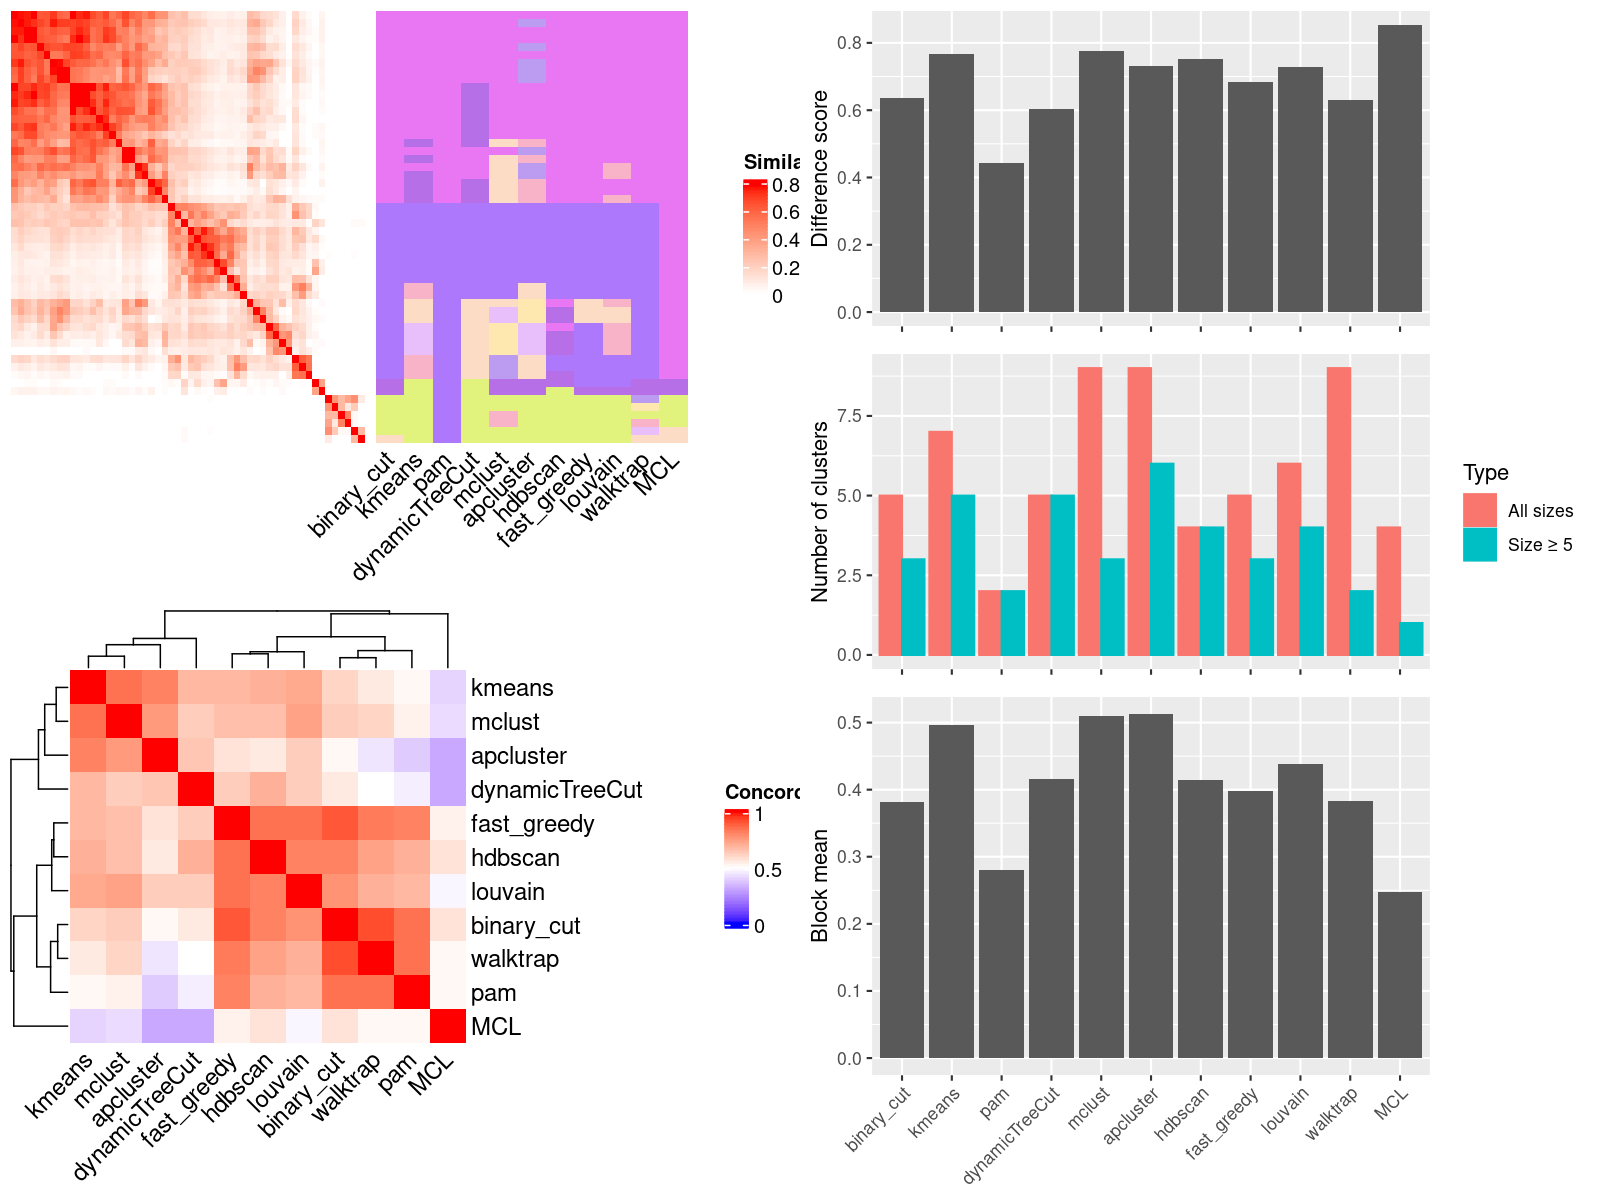 Simila
0.8
0.6
0.4
0.2
0
binary_cut
kmeans
pam
dynamicTreeCut
mclust
apcluster
hdbscan
fast_greedy
louvain
walktrap
MCL
kmeans
mclust
apcluster
dynamicTreeCut
fast_greedy
hdbscan
louvain
binary_cut
walktrap
pam
MCL
kmeans
mclust
apcluster
dynamicTreeCut
fast_greedy
hdbscan
louvain
binary_cut
walktrap
pam
MCL
Concord
1
0.5
0
Difference score
0.8
0.6
0.4
0.2
0.0
Number of clusters
7.5
5.0
2.5
0.0
Type
All sizes
Size ≥ 5
Block mean
0.5
0.4
0.3
0.2
0.1
0.0
binary_cut
kmeans
pam
dynamicTreeCut
mclust
apcluster
hdbscan
fast_greedy
louvain
walktrap
MCL